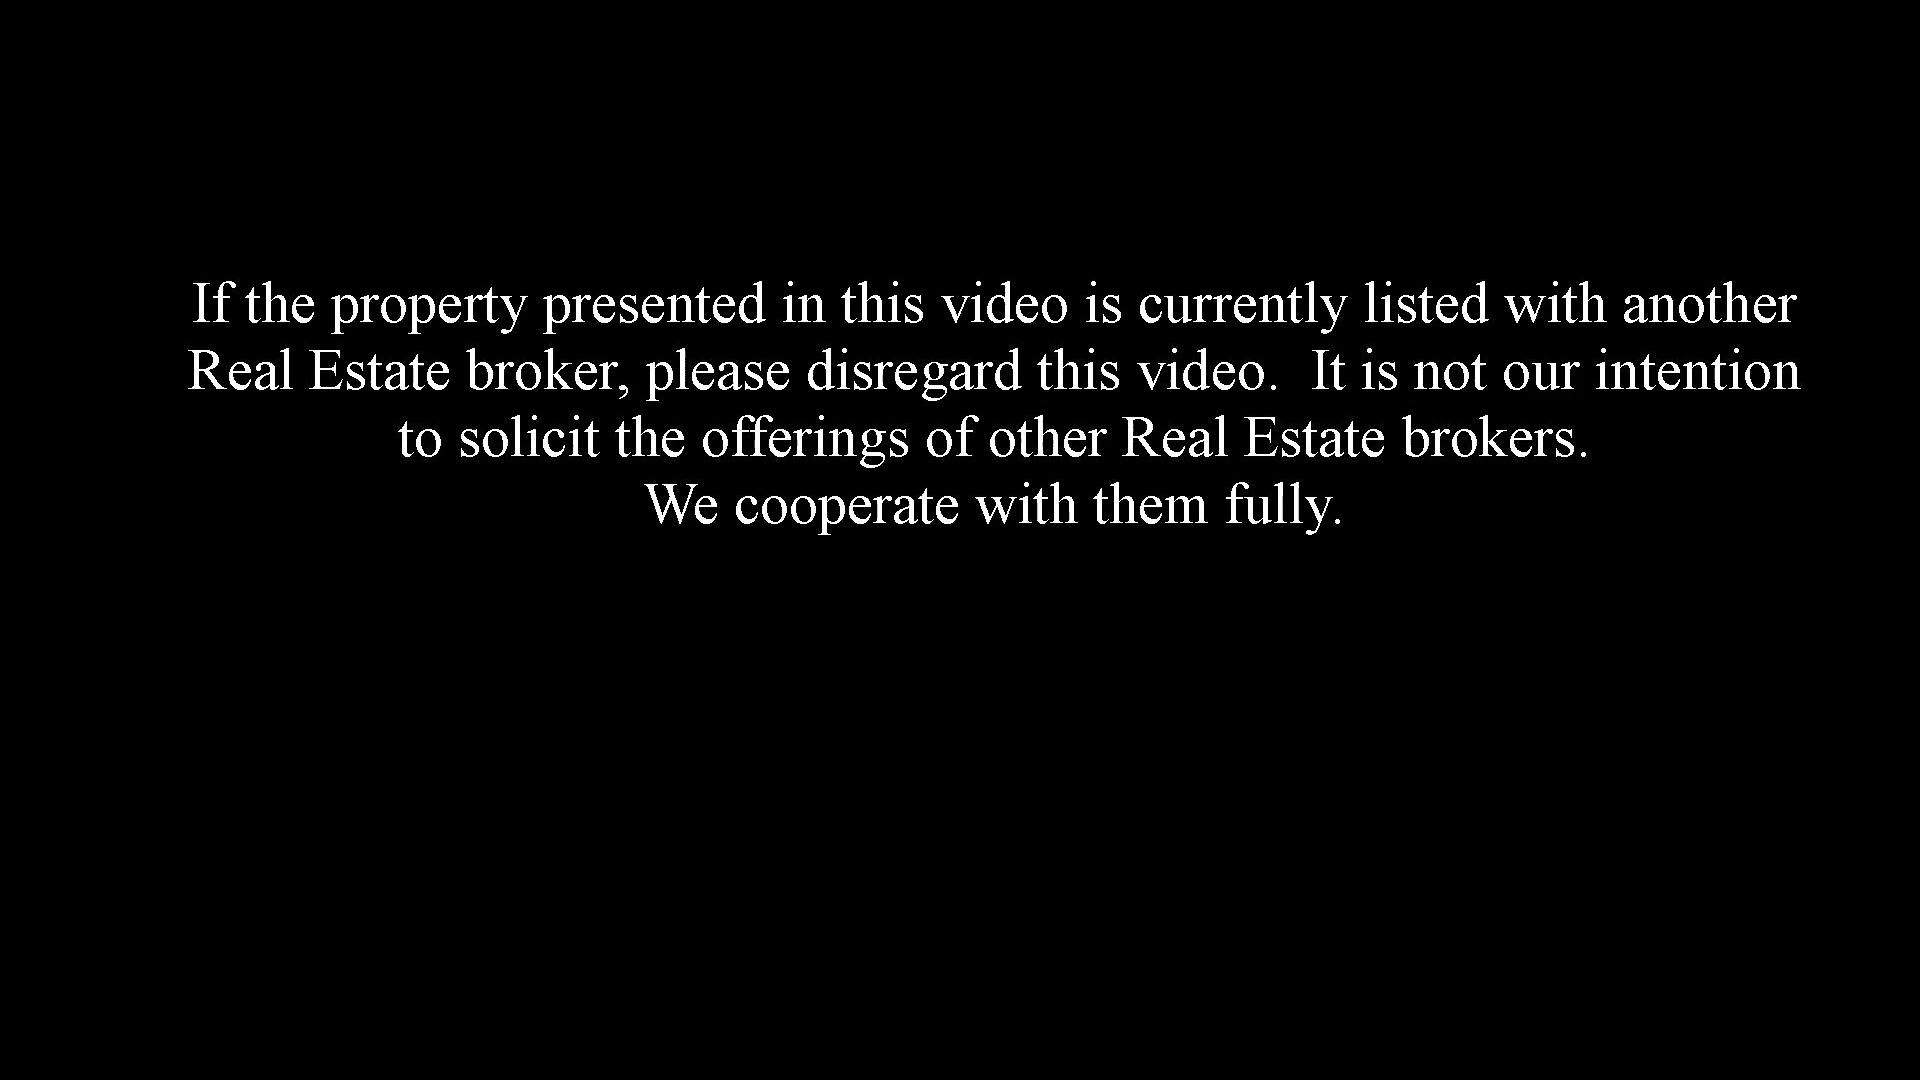 If the property presented in this video is currently listed with another
Real Estate broker, please disregard this video.  It is not our intention
to solicit the offerings of other Real Estate brokers.
We cooperate with them fully.